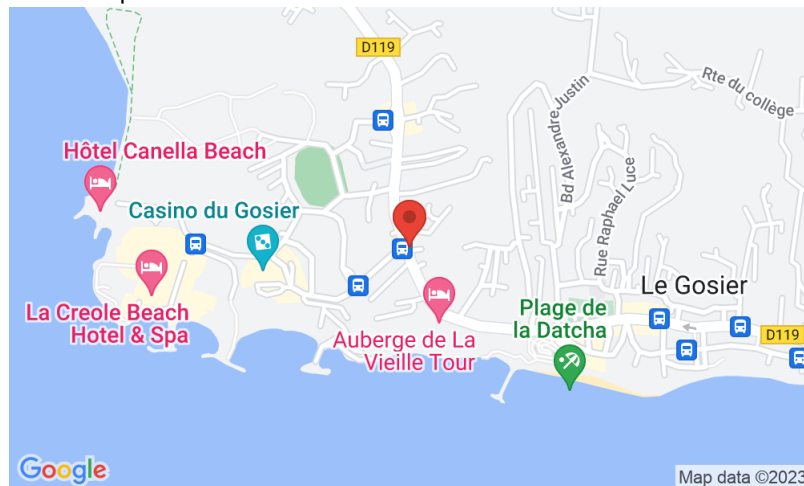 D119
Rte du collège
Bd Alexandre Justin
Hôtel Canella Beach
Rue Raphael Luce
Casino du Gosier
Le Gosier
La Creole Beach
Hotel & Spa
Plage de
la Datcha
Auberge de La
Vieille Tour
D119
Google
Map data ©2023